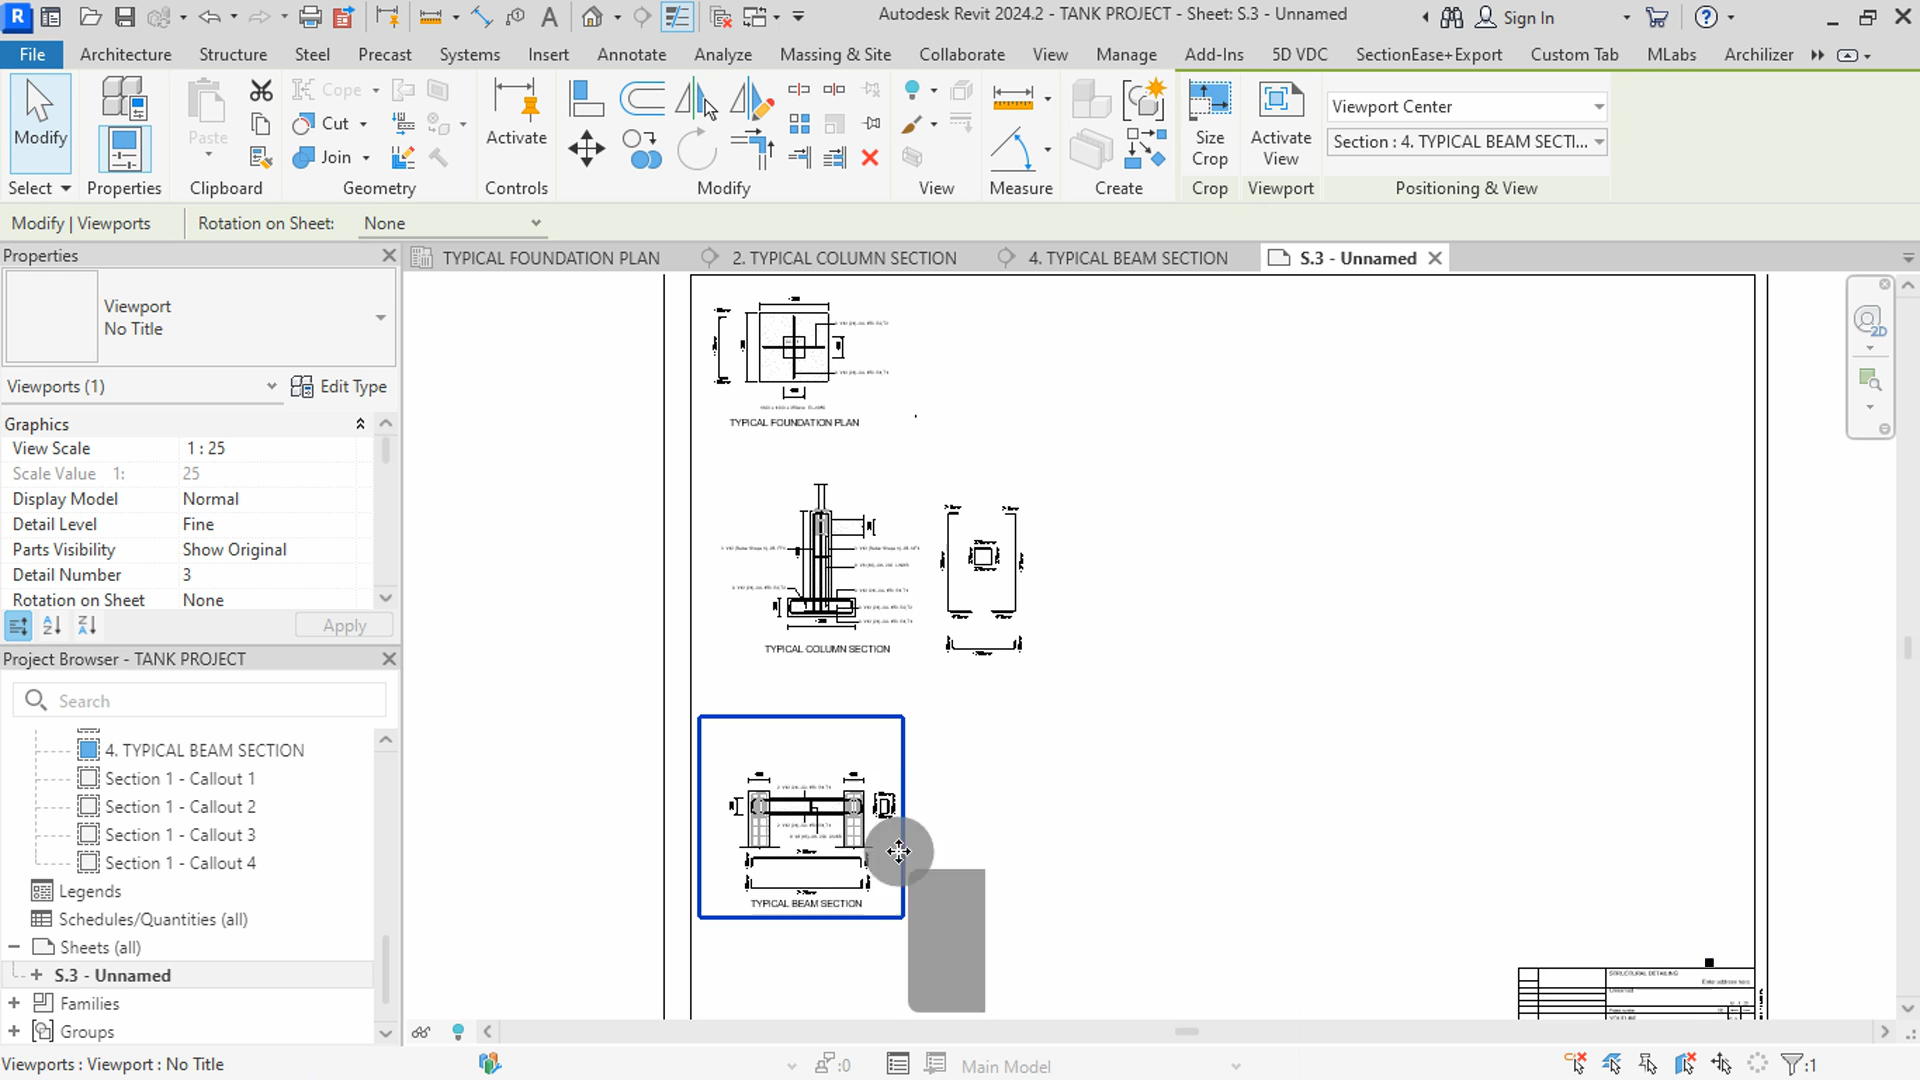 Autodesk Revit 2024.2 - TANK PROJECT - Sheet: S.3 - Unnamed
Sign In
File Architecture Structure Steel Precast Systems Insert Annotate Analyze Massing & Site Collaborate View Manage Add-Ins 5D VDC SectionEase+Export Custom Tab MLabs Archilizer
Modify
Paste
Cope
Cut
Join
Activate
Size
Crop
Activate
View
Viewport Center
Section : 4. TYPICAL BEAM SECTI...
Select Properties Clipboard Geometry Controls Modify View Measure Create Crop Viewport Positioning & View
Modify | Viewports Rotation on Sheet: None
Properties
TYPICAL FOUNDATION PLAN 2. TYPICAL COLUMN SECTION 4. TYPICAL BEAM SECTION S.3 - Unnamed
Viewport
No Title
Viewports (1) Edit Type
Graphics
View Scale 1 : 25
Scale Value 1: 25
Display Model Normal
Detail Level Fine
Parts Visibility Show Original
Detail Number 3
Rotation on Sheet None
Apply
Project Browser - TANK PROJECT
Search
4. TYPICAL BEAM SECTION
Section 1 - Callout 1
Section 1 - Callout 2
Section 1 - Callout 3
Section 1 - Callout 4
Legends
Schedules/Quantities (all)
Sheets (all)
S.3 - Unnamed
Families
Groups
2D
TYPICAL FOUNDATION PLAN
TYPICAL COLUMN SECTION
TYPICAL BEAM SECTION
STRUCTURAL DETAILING
Enter address here
Viewports : Viewport : No Title
:0
Main Model
:1